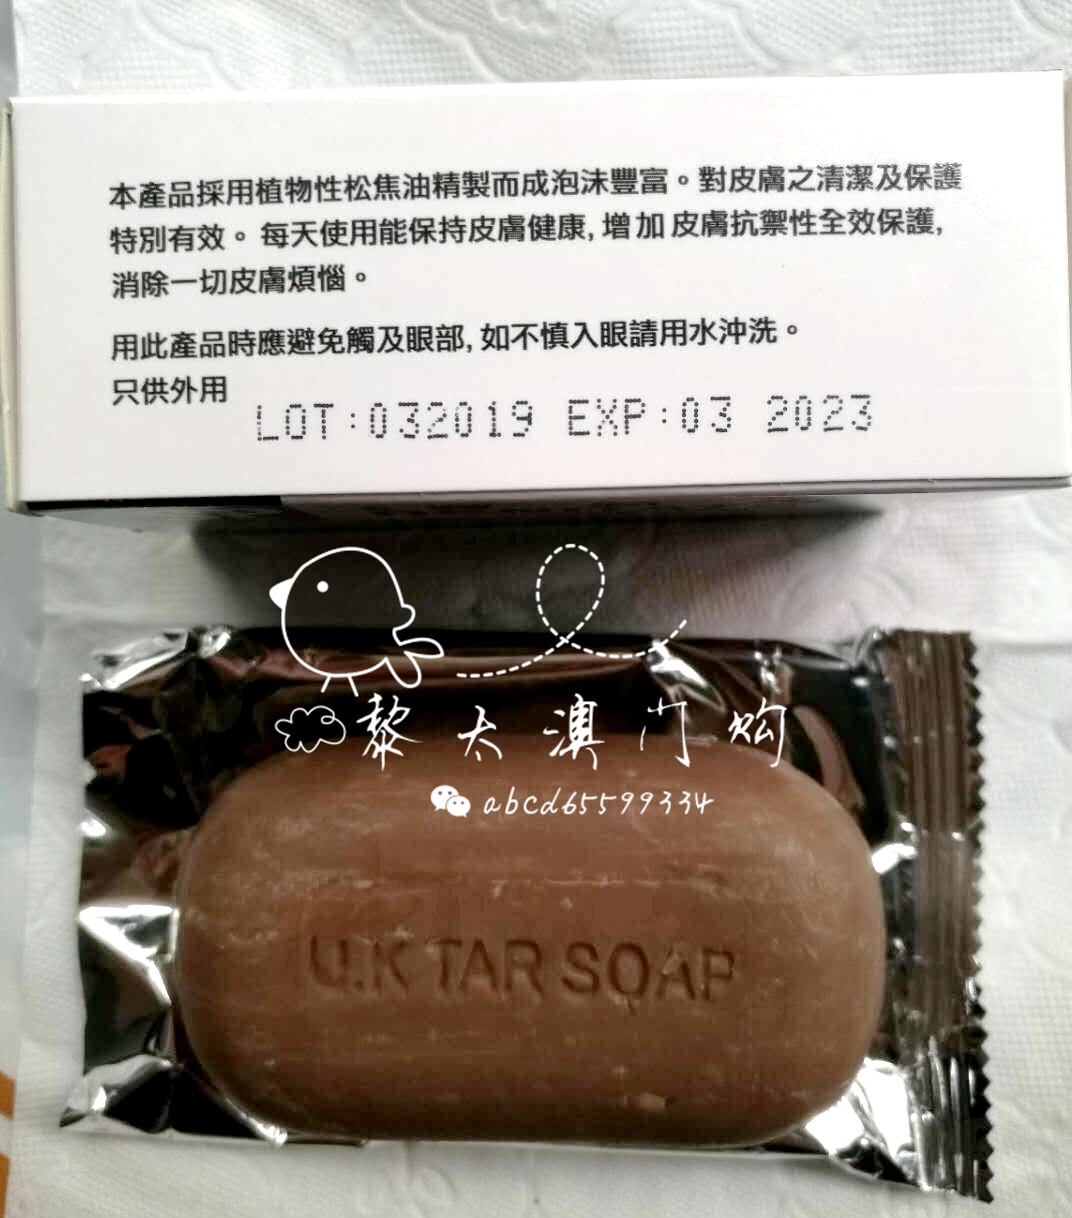 本產品採用植物性松焦油精製而成泡沫豐富。對皮膚之清潔及保護
特別有效。每天使用能保持皮膚健康, 增加皮膚抗禦性全效保護,
消除一切皮膚煩惱。
用此產品時應避免觸及眼部, 如不慎入眼請用水沖洗。
只供外用
LOT:032019 EXP:03 2023
黎太澳门购
abcd65599334
U.K TAR SOAP